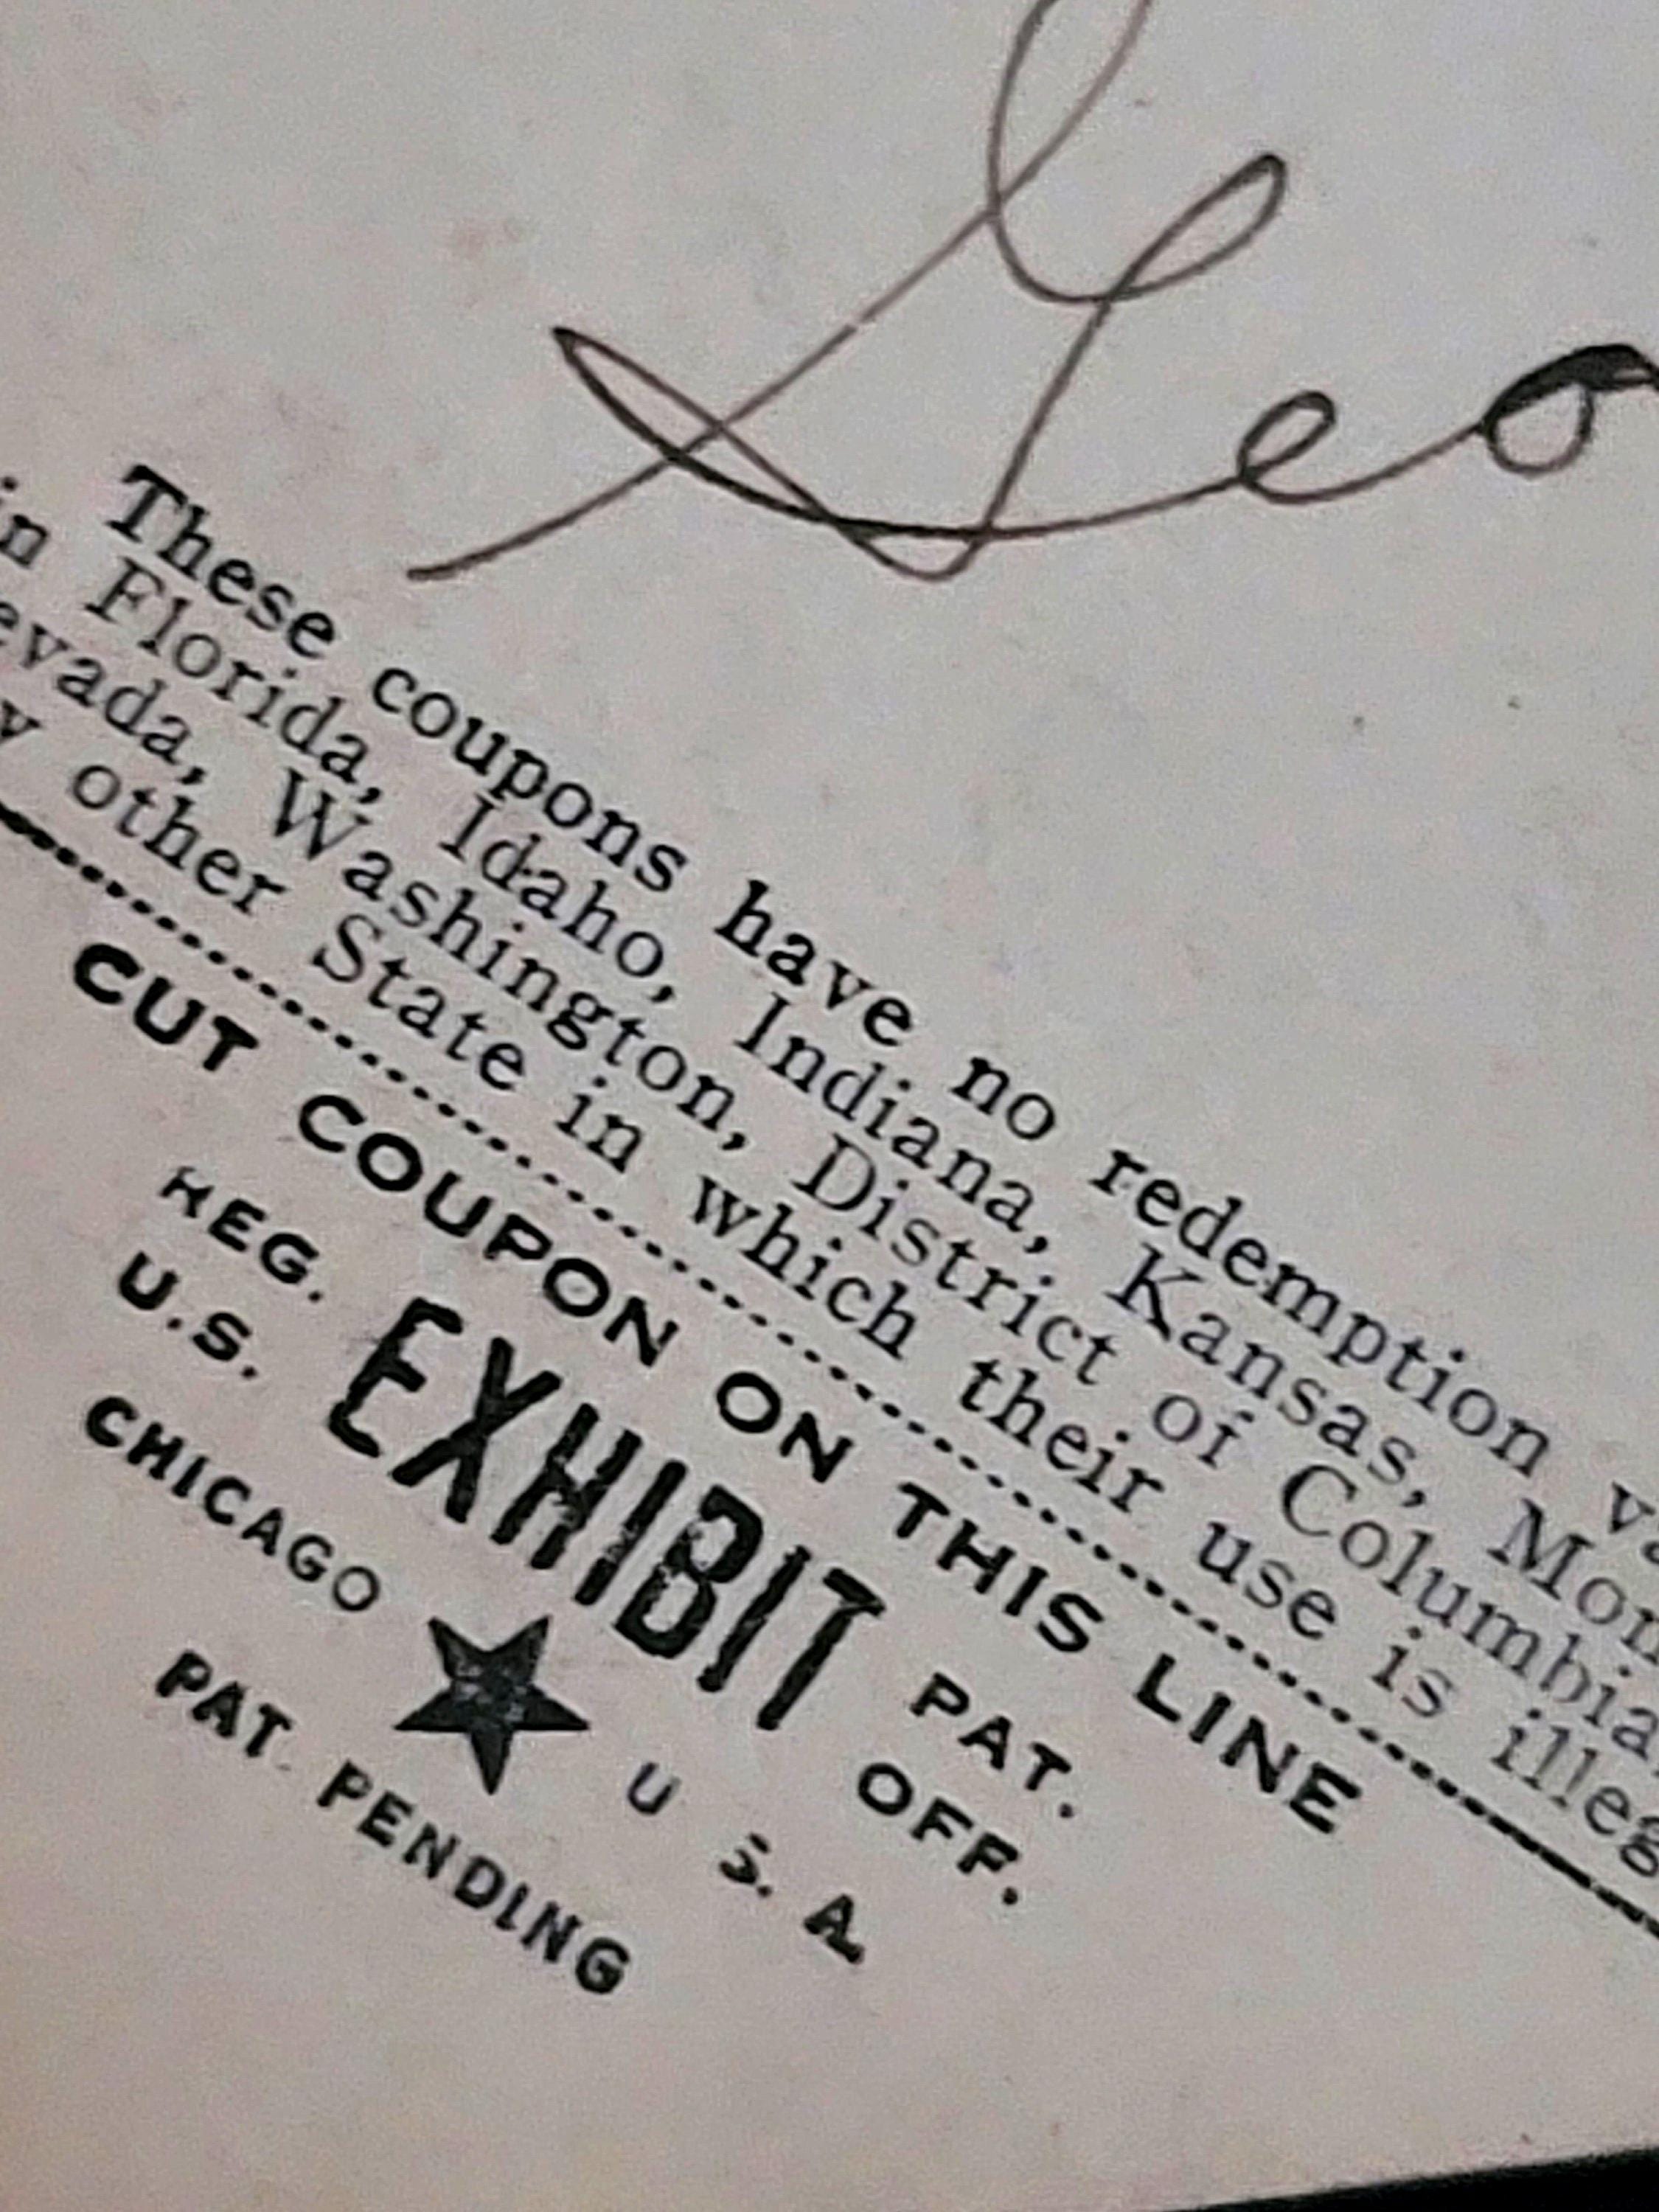 Geo
These coupons have no redemption
in Florida, Idaho, Indiana, Kansas,
Washington, District of Columbia,
other State in which their use is
CUT COUPON ON THIS LINE
REG. EXHIBIT PAT.
U.S. OFF.
CHICAGO U S. A.
PAT. PENDING